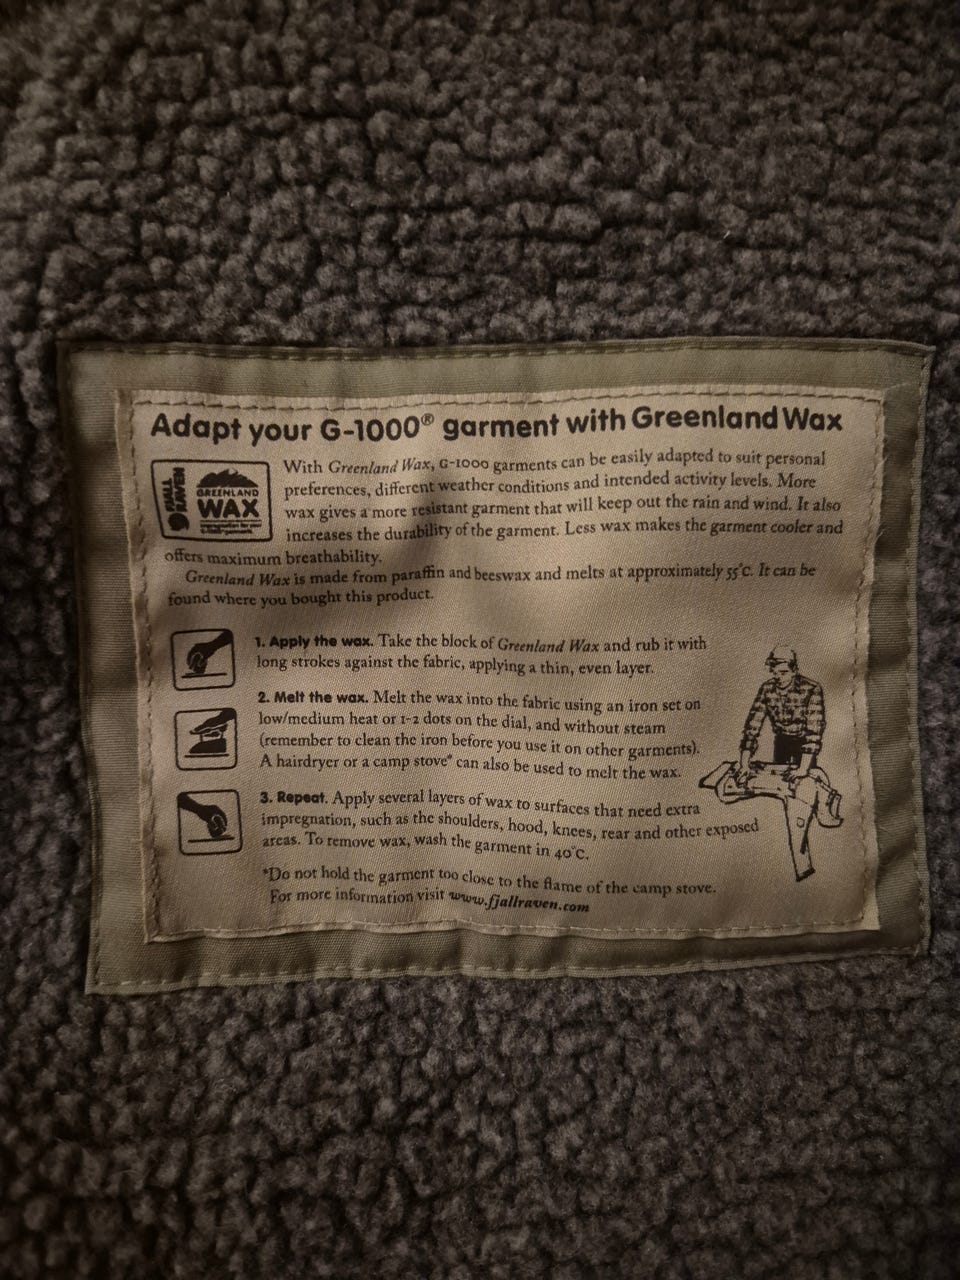 Adapt your G-1000® garment with Greenland Wax
FJÄLL
RÄVEN
GREENLAND
WAX
With Greenland Wax, G-1000 garments can be easily adapted to suit personal
preferences, different weather conditions and intended activity levels. More
wax gives a more resistant garment that will keep out the rain and wind. It also
increases the durability of the garment. Less wax makes the garment cooler and
offers maximum breathability.
Greenland Wax is made from paraffin and beeswax and melts at approximately 55°C. It can be
found where you bought this product.
1. Apply the wax. Take the block of Greenland Wax and rub it with
long strokes against the fabric, applying a thin, even layer.
2. Melt the wax. Melt the wax into the fabric using an iron set on
low/medium heat or 1-2 dots on the dial, and without steam
(remember to clean the iron before you use it on other garments).
A hairdryer or a camp stove* can also be used to melt the wax.
3. Repeat. Apply several layers of wax to surfaces that need extra
impregnation, such as the shoulders, hood, knees, rear and other exposed
areas. To remove wax, wash the garment in 40°C.
*Do not hold the garment too close to the flame of the camp stove.
For more information visit www.fjallraven.com